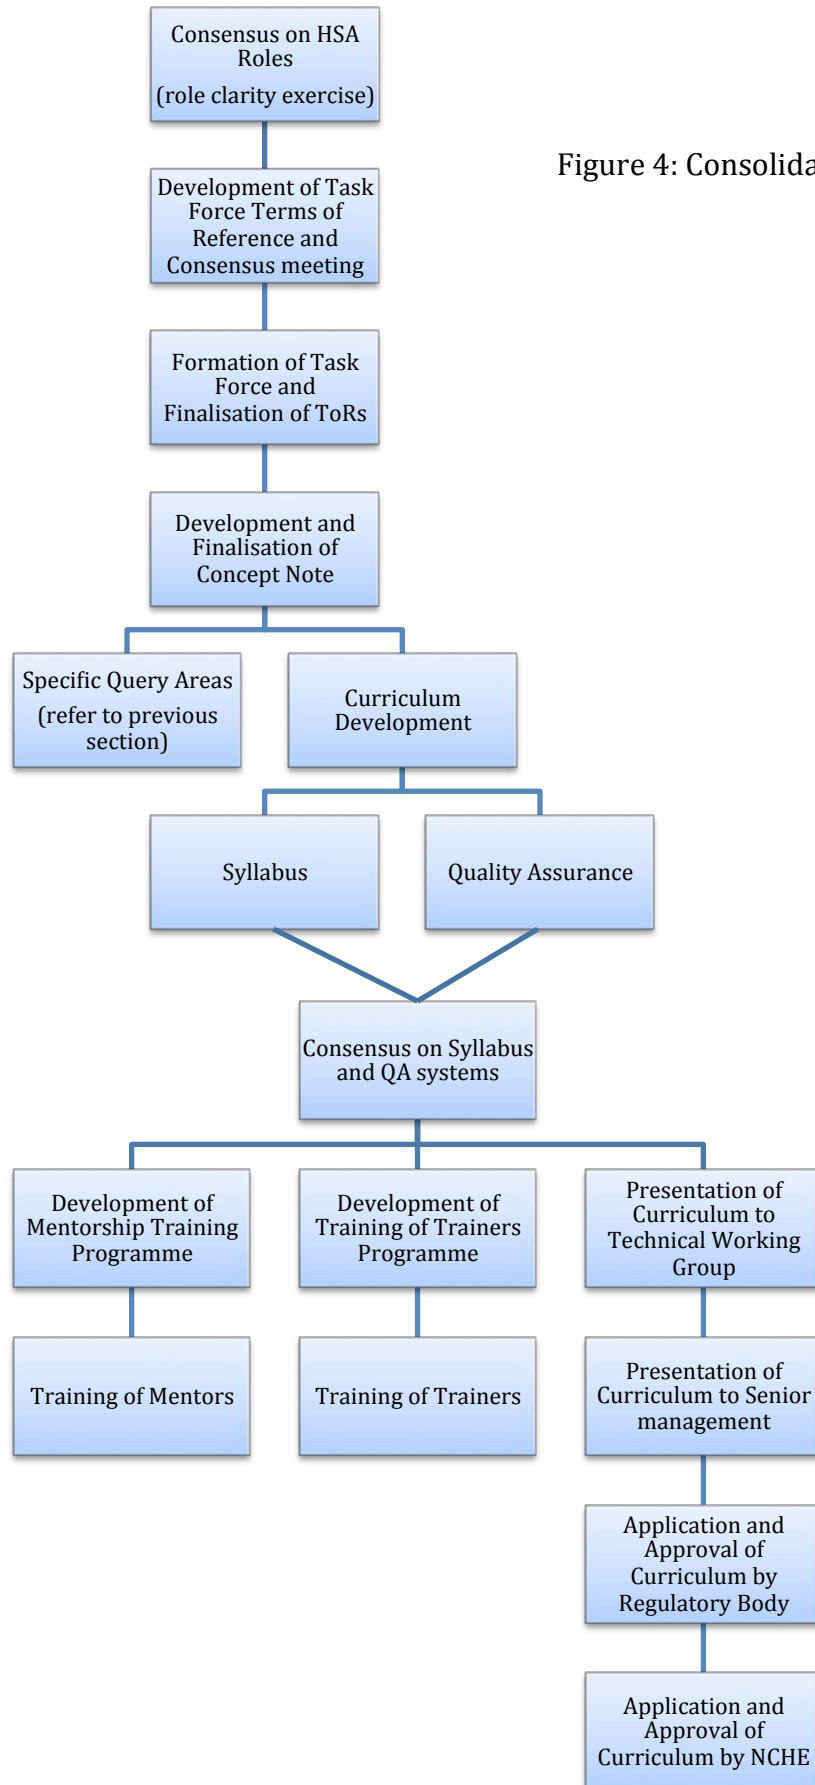 Consensus on HSA
Roles
(role clarity exercise)
Figure 4: Consolida
Development of Task
Force Terms of
Reference and
Consensus meeting
Formation of Task
Force and
Finalisation of ToRs
Development and
Finalisation of
Concept Note
Specific Query Areas
(refer to previous
section)
Curriculum
Development
Syllabus
Quality Assurance
Consensus on Syllabus
and QA systems
Development of
Mentorship Training
Programme
Development of
Training of Trainers
Programme
Presentation of
Curriculum to
Technical Working
Group
Training of Mentors
Training of Trainers
Presentation of
Curriculum to Senior
management
Application and
Approval of
Curriculum by
Regulatory Body
Application and
Approval of
Curriculum by NCHE